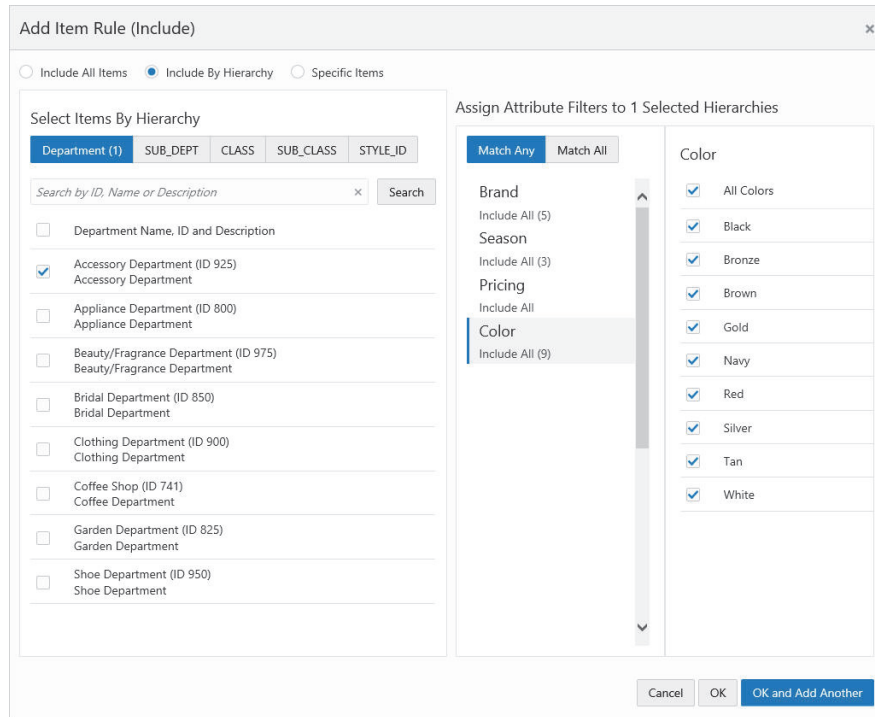 Add Item Rule (Include)
×
Include All Items
Include By Hierarchy
Specific Items
Select Items By Hierarchy
Department (1)
SUB_DEPT
CLASS
SUB_CLASS
STYLE_ID
Search by ID, Name or Description
×
Search
Department Name, ID and Description
Accessory Department (ID 925)
Accessory Department
Appliance Department (ID 800)
Appliance Department
Beauty/Fragrance Department (ID 975)
Beauty/Fragrance Department
Bridal Department (ID 850)
Bridal Department
Clothing Department (ID 900)
Clothing Department
Coffee Shop (ID 741)
Coffee Department
Garden Department (ID 825)
Garden Department
Shoe Department (ID 950)
Shoe Department
Assign Attribute Filters to 1 Selected Hierarchies
Match Any
Match All
Brand
Include All (5)
Season
Include All (3)
Pricing
Include All
Color
Include All (9)
Color
All Colors
Black
Bronze
Brown
Gold
Navy
Red
Silver
Tan
White
Cancel
OK
OK and Add Another